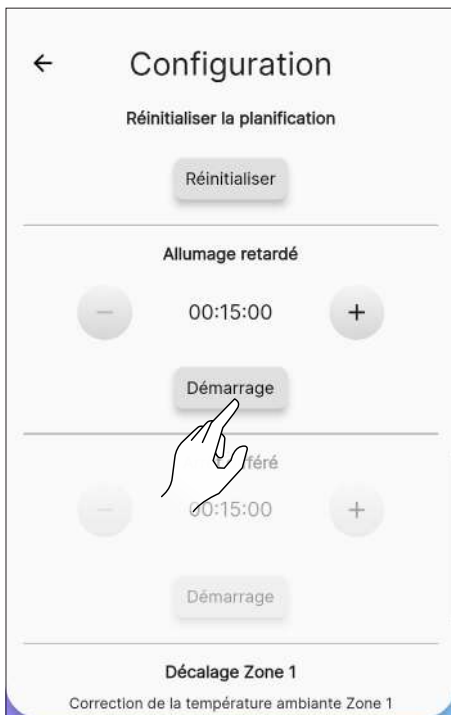 ← Configuration
Réinitialiser la planification
Réinitialiser
Allumage retardé
− 00:15:00 +
Démarrage
féré
− 00:15:00 +
Démarrage
Décalage Zone 1
Correction de la température ambiante Zone 1